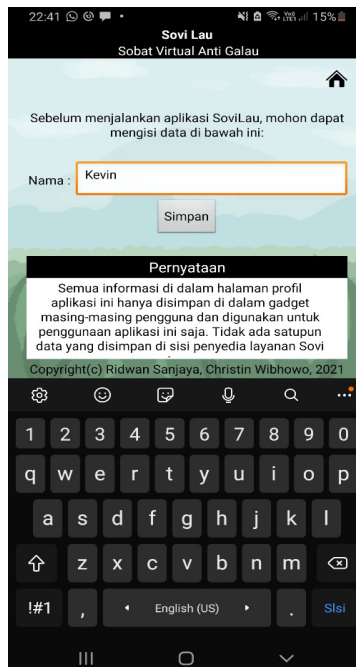 22:41
15%
Sovi Lau
Sobat Virtual Anti Galau
Sebelum menjalankan aplikasi SoviLau, mohon dapat
mengisi data di bawah ini:
Nama : Kevin
Simpan
Pernyataan
Semua informasi di dalam halaman profil
aplikasi ini hanya disimpan di dalam gadget
masing-masing pengguna dan digunakan untuk
penggunaan aplikasi ini saja. Tidak ada satupun
data yang disimpan di sisi penyedia layanan Sovi
Copyright(c) Ridwan Sanjaya, Christin Wibhowo, 2021
1 2 3 4 5 6 7 8 9 0
q w e r t y u i o p
a s d f g h j k l
z x c v b n m
!#1 , English (US) . Slsi